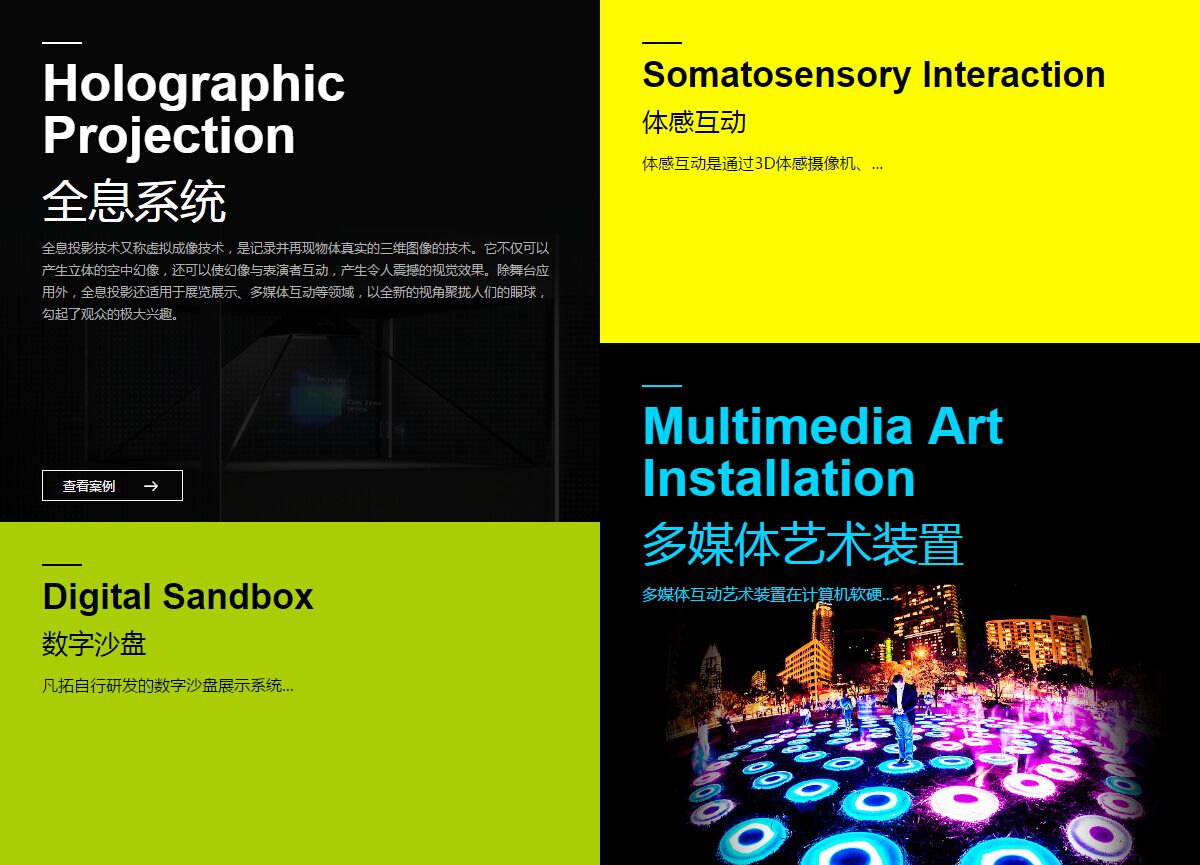 Holographic
Projection
全息系统
全息投影技术又称虚拟成像技术，是记录并再现物体真实的三维图像的技术。它不仅可以
产生立体的空中幻像，还可以使幻像与表演者互动，产生令人震撼的视觉效果。除舞台应
用外，全息投影还适用于展览展示、多媒体互动等领域，以全新的视角聚拢人们的眼球，
勾起了观众的极大兴趣。
查看案例 →
Somatosensory Interaction
体感互动
体感互动是通过3D体感摄像机、...
Digital Sandbox
数字沙盘
凡拓自行研发的数字沙盘展示系统...
Multimedia Art
Installation
多媒体艺术装置
多媒体互动艺术装置在计算机软硬...